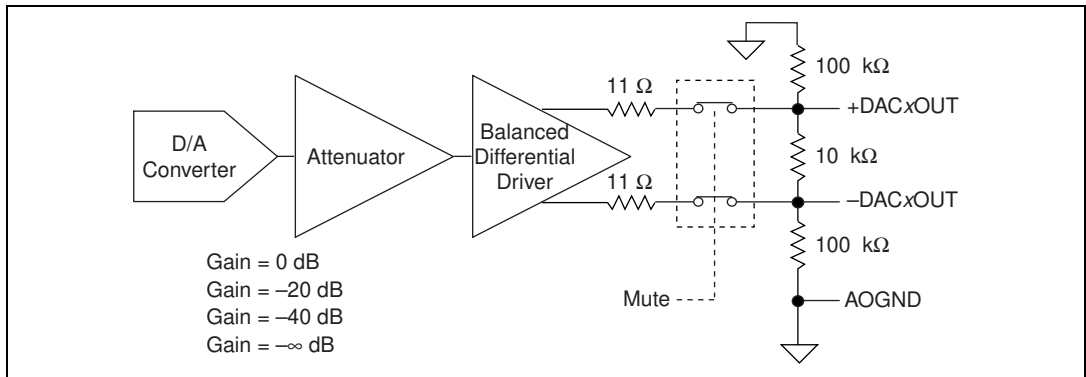 D/A
Converter
Attenuator
Balanced
Differential
Driver
11 Ω
11 Ω
100 kΩ
+DACxOUT
10 kΩ
–DACxOUT
100 kΩ
AOGND
Mute
Gain = 0 dB
Gain = –20 dB
Gain = –40 dB
Gain = –∞ dB